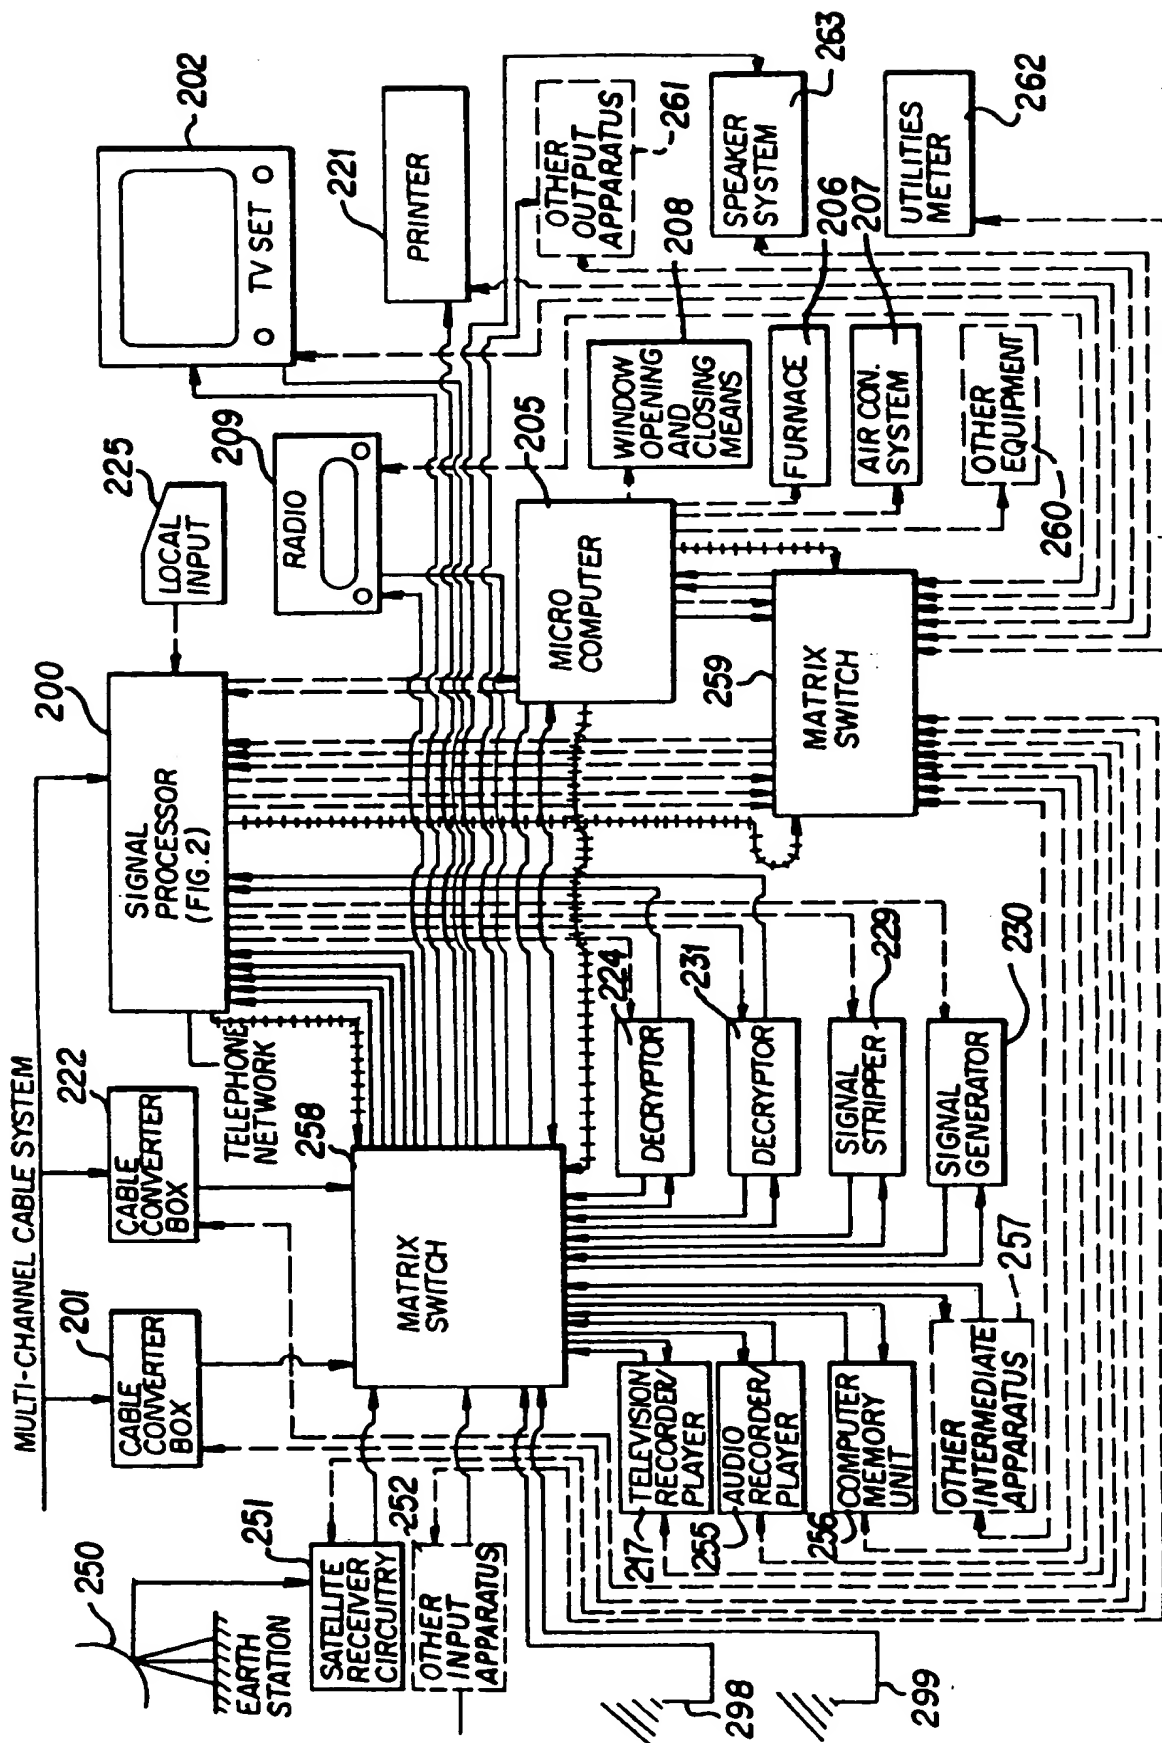 MULTI-CHANNEL CABLE SYSTEM
250
EARTH
STATION
251
SATELLITE
RECEIVER
CIRCUITRY
252
OTHER
INPUT
APPARATUS
298
299
201
CABLE
CONVERTER
BOX
222
CABLE
CONVERTER
BOX
TELEPHONE
NETWORK
258
MATRIX
SWITCH
200
SIGNAL
PROCESSOR
(FIG. 2)
225
LOCAL
INPUT
202
TV SET
209
RADIO
221
PRINTER
205
MICRO
COMPUTER
OTHER
OUTPUT
APPARATUS
261
208
WINDOW
OPENING
AND
CLOSING
MEANS
SPEAKER
SYSTEM
263
206
FURNACE
207
AIR CON.
SYSTEM
UTILITIES
METER
262
OTHER
EQUIPMENT
260
259
MATRIX
SWITCH
224
DECRYPTOR
231
DECRYPTOR
229
SIGNAL
STRIPPER
230
SIGNAL
GENERATOR
217
TELEVISION
RECORDER/
PLAYER
255
AUDIO
RECORDER/
PLAYER
256
COMPUTER
MEMORY
UNIT
257
OTHER
INTERMEDIATE
APPARATUS